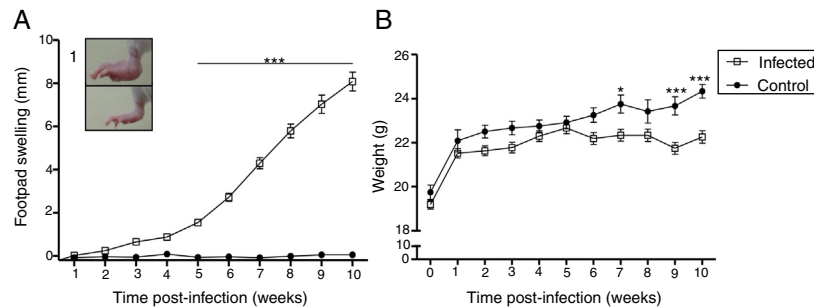 A
Footpad swelling (mm)
10
8
6
4
2
0
1
***
1 2 3 4 5 6 7 8 9 10
Time post-infection (weeks)
B
Weight (g)
26
24
22
20
18
10
0
* *** ***
0 1 2 3 4 5 6 7 8 9 10
Time post-infection (weeks)
Infected
Control